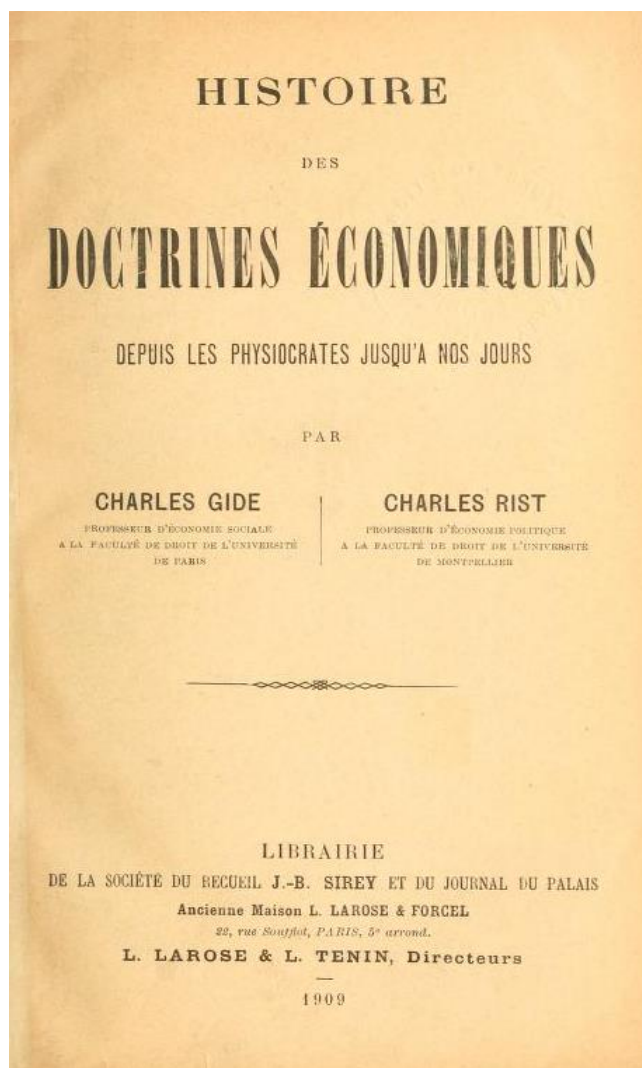 HISTOIRE
DES
DOCTRINES ÉCONOMIQUES
DEPUIS LES PHYSIOCRATES JUSQU'A NOS JOURS
PAR
CHARLES GIDE
PROFESSEUR D'ÉCONOMIE SOCIALE
A LA FACULTÉ DE DROIT DE L'UNIVERSITÉ
DE PARIS
CHARLES RIST
PROFESSEUR D'ÉCONOMIE POLITIQUE
A LA FACULTÉ DE DROIT DE L'UNIVERSITÉ
DE MONTPELLIER
LIBRAIRIE
DE LA SOCIÉTÉ DU RECUEIL J.-B. SIREY ET DU JOURNAL DU PALAIS
Ancienne Maison L. LAROSE & FORCEL
22, rue Soufflot, PARIS, 5e arrond.
L. LAROSE & L. TENIN, Directeurs
1909